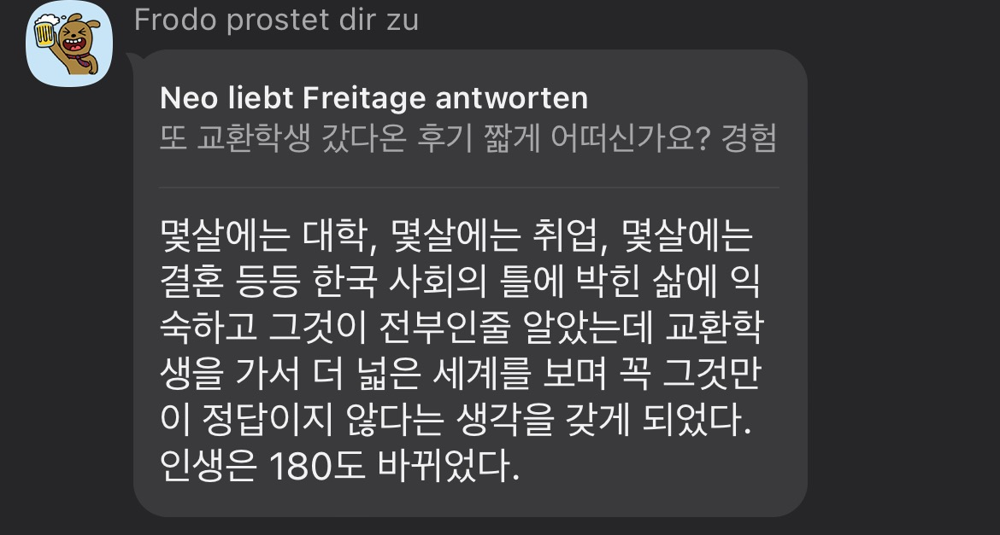 Frodo prostet dir zu
Neo liebt Freitage antworten
또 교환학생 갔다온 후기 짧게 어떠신가요? 경험
몇살에는 대학, 몇살에는 취업, 몇살에는
결혼 등등 한국 사회의 틀에 박힌 삶에 익
숙하고 그것이 전부인줄 알았는데 교환학
생을 가서 더 넓은 세계를 보며 꼭 그것만
이 정답이지 않다는 생각을 갖게 되었다.
인생은 180도 바뀌었다.